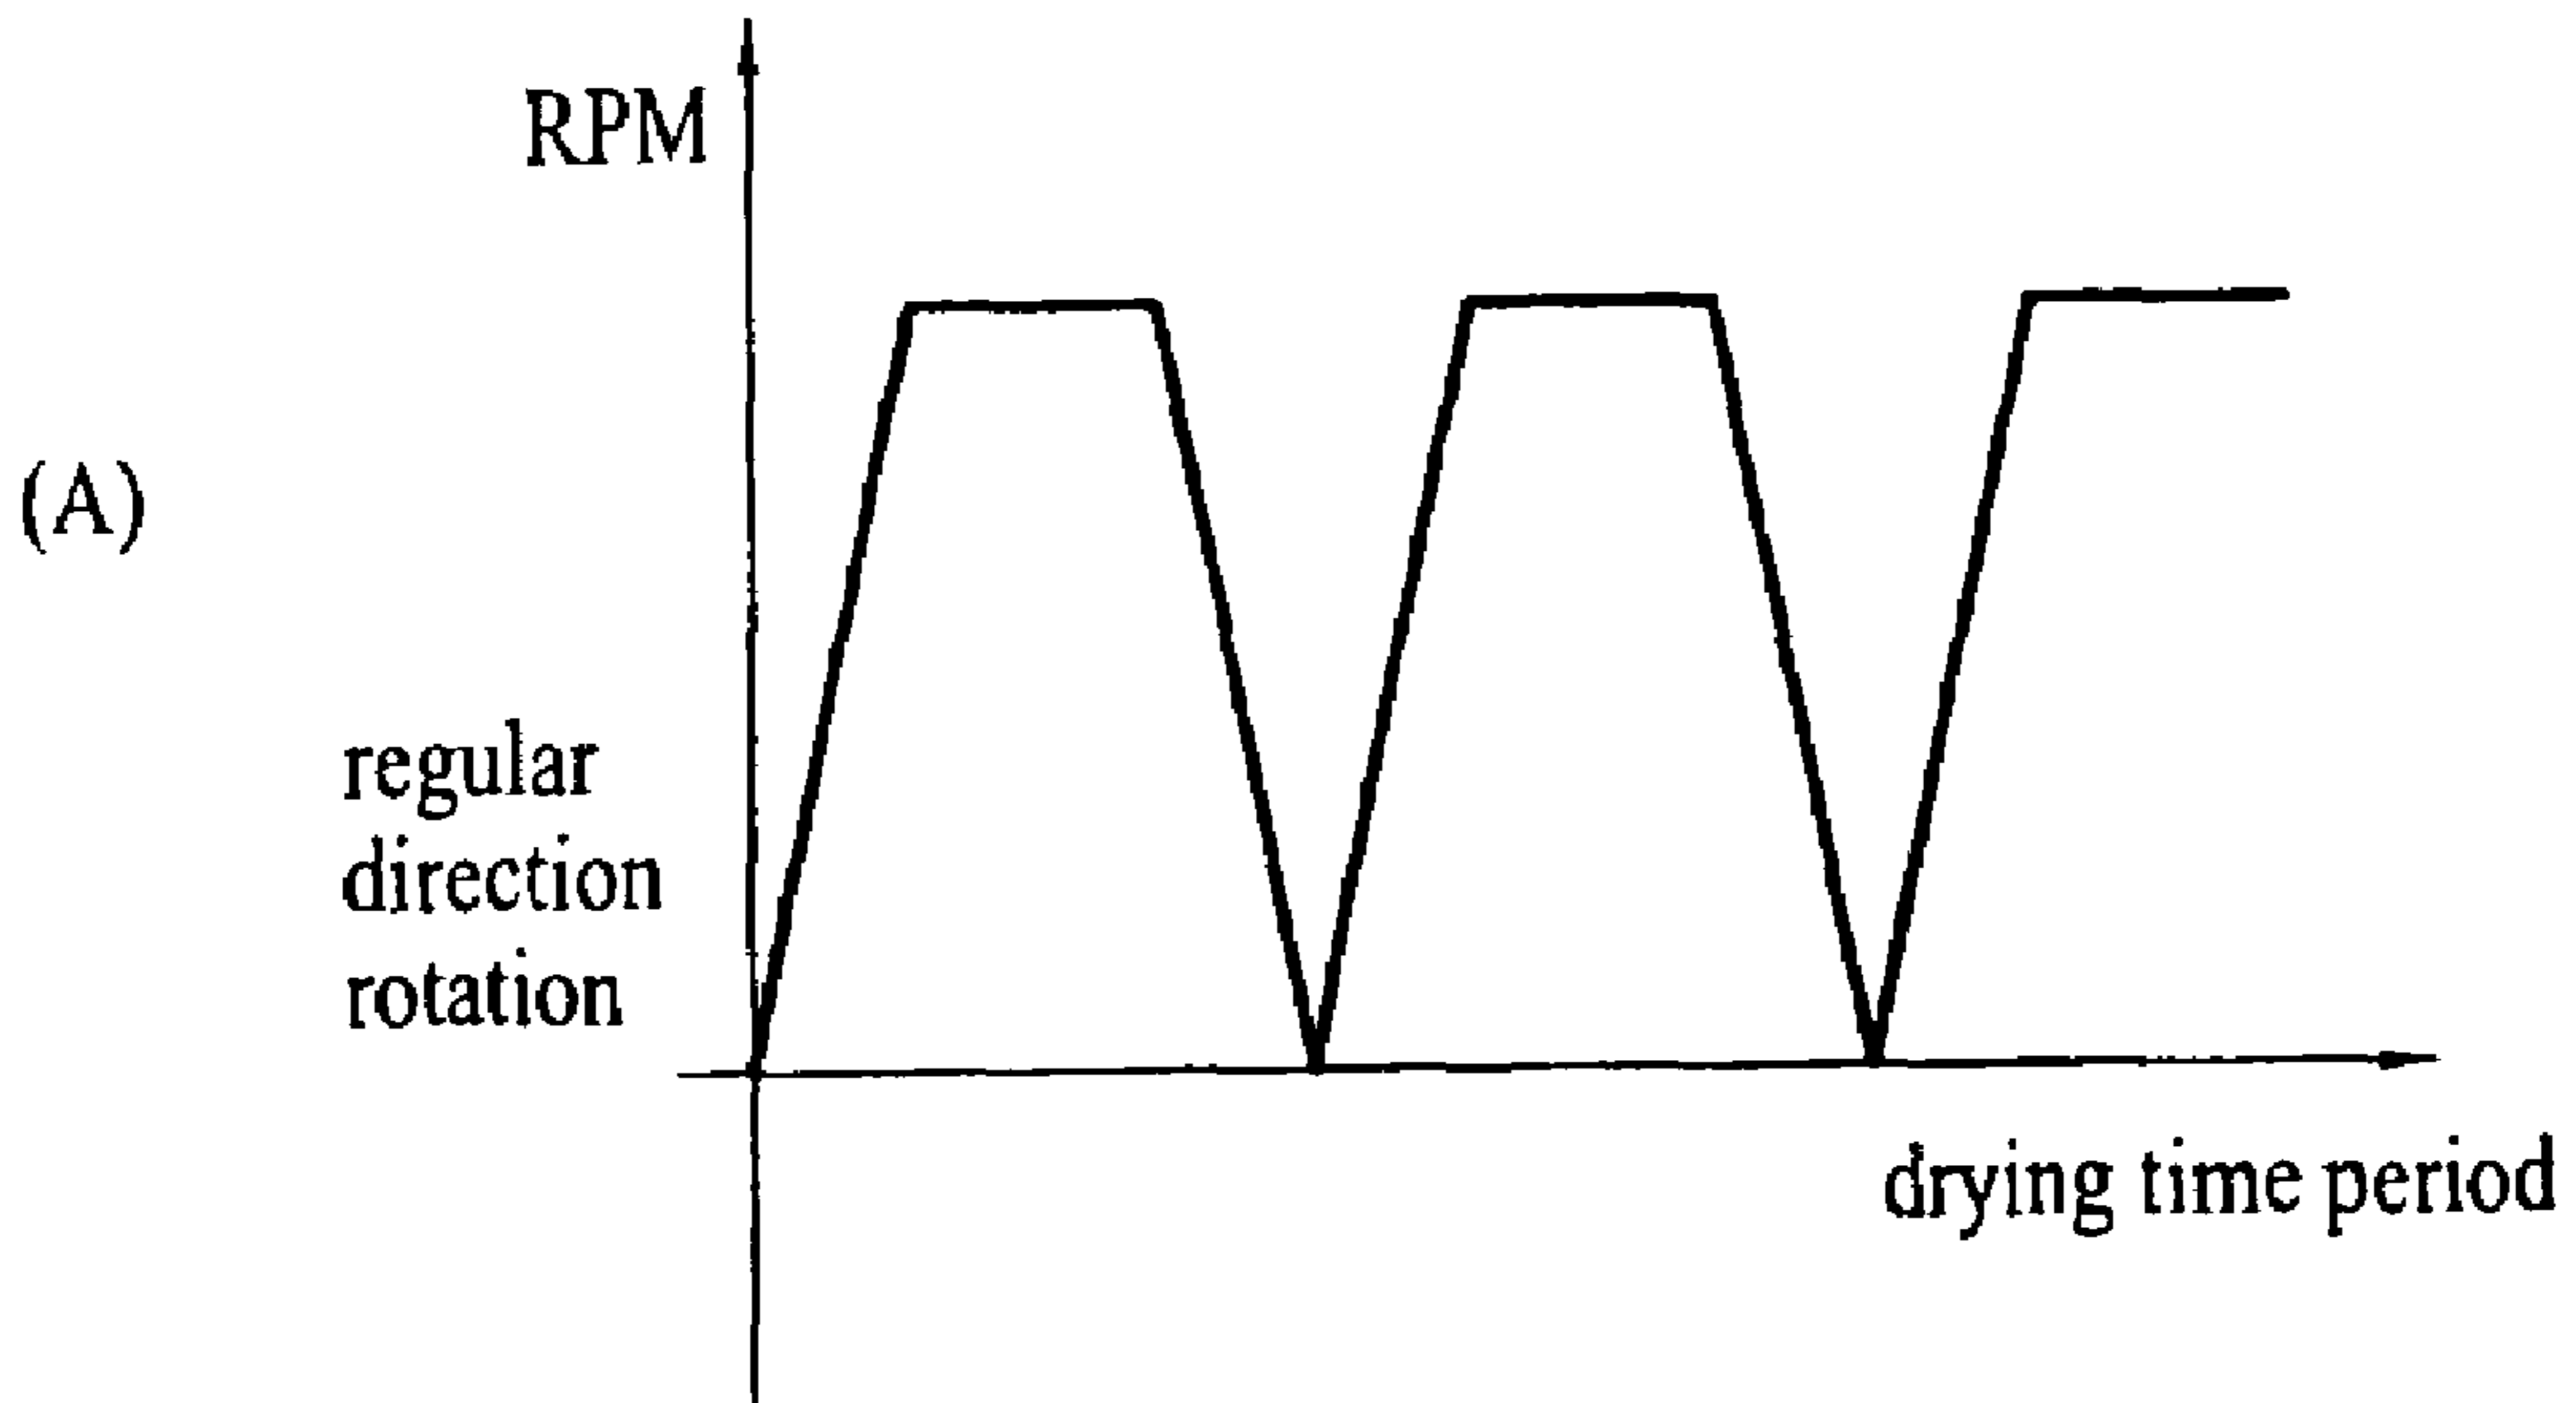 RPM
(A)
regular
direction
rotation
drying time period